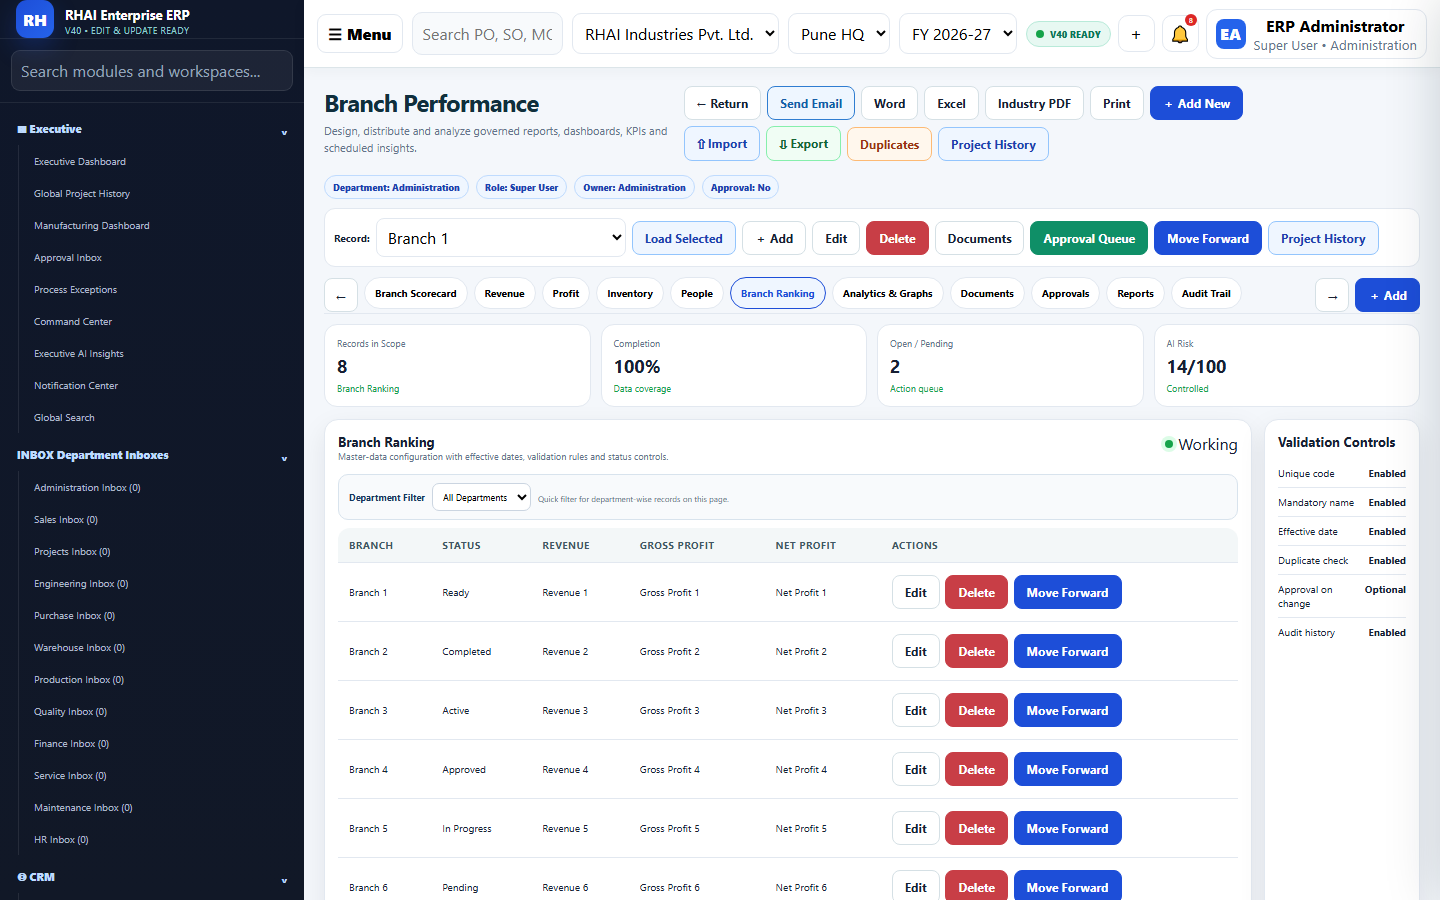 RH
RHAI Enterprise ERP
V40 • EDIT & UPDATE READY
Search modules and workspaces...
Executive
Executive Dashboard
Global Project History
Manufacturing Dashboard
Approval Inbox
Process Exceptions
Command Center
Executive AI Insights
Notification Center
Global Search
INBOX Department Inboxes
Administration Inbox (0)
Sales Inbox (0)
Projects Inbox (0)
Engineering Inbox (0)
Purchase Inbox (0)
Warehouse Inbox (0)
Production Inbox (0)
Quality Inbox (0)
Finance Inbox (0)
Service Inbox (0)
Maintenance Inbox (0)
HR Inbox (0)
CRM
☰ Menu
Search PO, SO, MO
RHAI Industries Pvt. Ltd.
Pune HQ
FY 2026-27
V40 READY
+
8
EA
ERP Administrator
Super User • Administration
Branch Performance
Design, distribute and analyze governed reports, dashboards, KPIs and
scheduled insights.
← Return
Send Email
Word
Excel
Industry PDF
Print
+ Add New
⇧ Import
⇩ Export
Duplicates
Project History
Department: Administration
Role: Super User
Owner: Administration
Approval: No
Record:
Branch 1
Load Selected
+ Add
Edit
Delete
Documents
Approval Queue
Move Forward
Project History
←
Branch Scorecard
Revenue
Profit
Inventory
People
Branch Ranking
Analytics & Graphs
Documents
Approvals
Reports
Audit Trail
→
+ Add
Records in Scope
8
Branch Ranking
Completion
100%
Data coverage
Open / Pending
2
Action queue
AI Risk
14/100
Controlled
Branch Ranking
Master-data configuration with effective dates, validation rules and status controls.
Working
Department Filter
All Departments
Quick filter for department-wise records on this page.
BRANCH STATUS REVENUE GROSS PROFIT NET PROFIT ACTIONS
Branch 1 Ready Revenue 1 Gross Profit 1 Net Profit 1 Edit Delete Move Forward
Branch 2 Completed Revenue 2 Gross Profit 2 Net Profit 2 Edit Delete Move Forward
Branch 3 Active Revenue 3 Gross Profit 3 Net Profit 3 Edit Delete Move Forward
Branch 4 Approved Revenue 4 Gross Profit 4 Net Profit 4 Edit Delete Move Forward
Branch 5 In Progress Revenue 5 Gross Profit 5 Net Profit 5 Edit Delete Move Forward
Branch 6 Pending Revenue 6 Gross Profit 6 Net Profit 6 Edit Delete Move Forward
Validation Controls
Unique code Enabled
Mandatory name Enabled
Effective date Enabled
Duplicate check Enabled
Approval on change Optional
Audit history Enabled